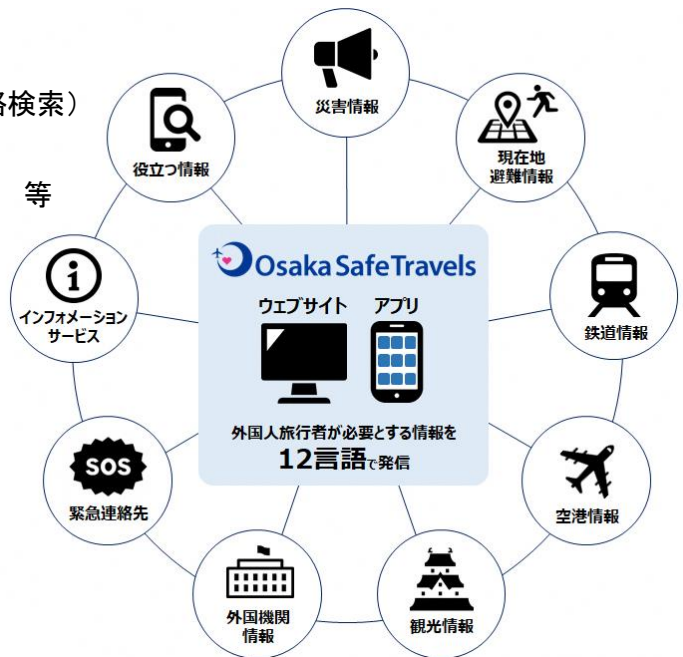 路検索）
等
災害情報
現在地
避難情報
鉄道情報
空港情報
観光情報
外国機関
情報
SOS
緊急連絡先
i
インフォメーション
サービス
役立つ情報
Osaka Safe Travels
ウェブサイト アプリ
外国人旅行者が必要とする情報を
12言語で発信